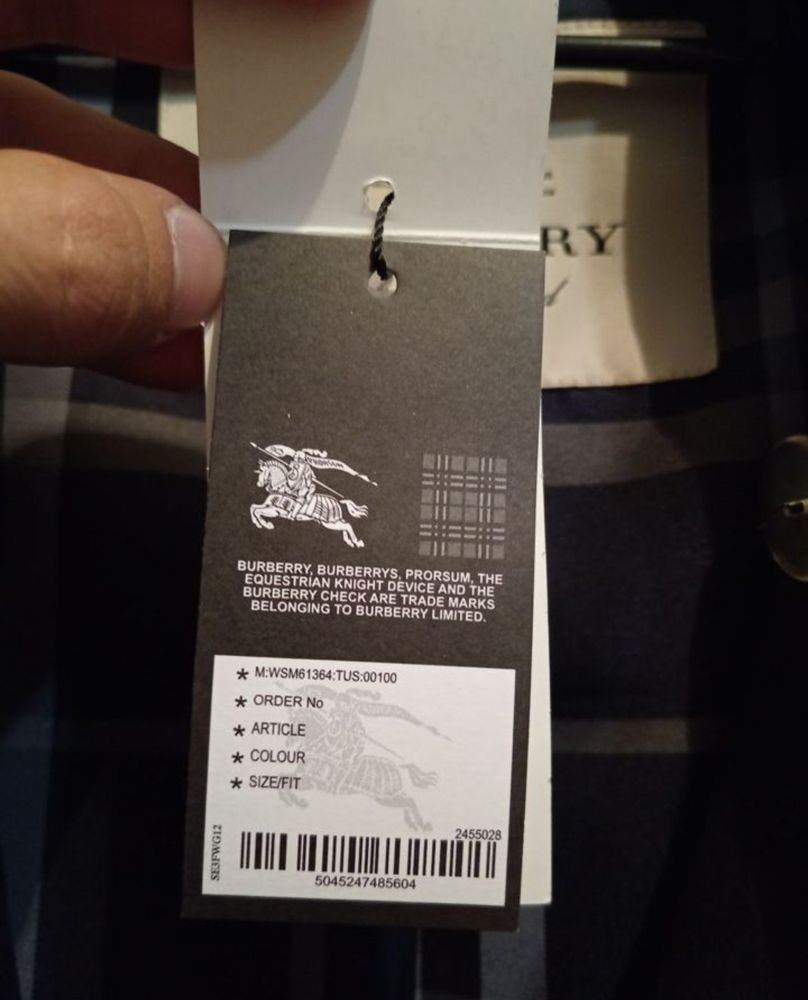 RY
PRORSUM
BURBERRY, BURBERRYS, PRORSUM, THE
EQUESTRIAN KNIGHT DEVICE AND THE
BURBERRY CHECK ARE TRADE MARKS
BELONGING TO BURBERRY LIMITED.
* M:WSM61364:TUS:00100
* ORDER No
* ARTICLE
* COLOUR
* SIZE/FIT
SE3FWG12
2455028
5045247485604